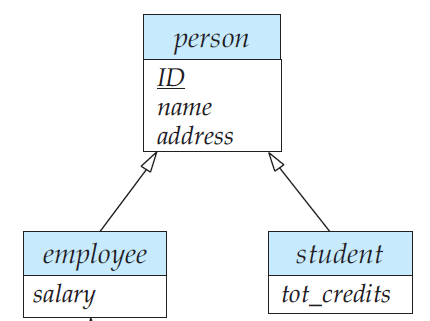 person
ID
name
address
employee
salary
student
tot_credits